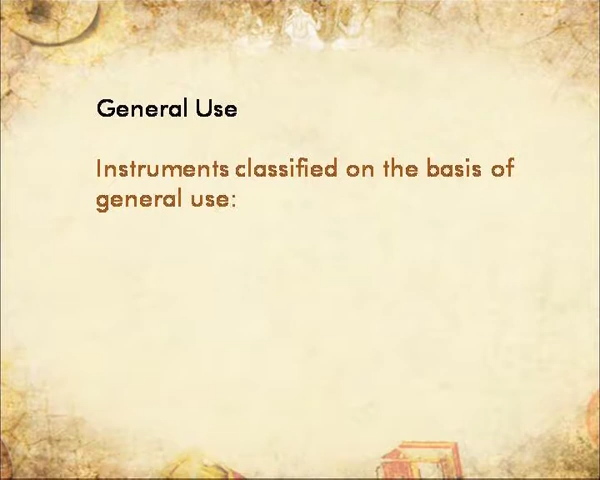 General Use
Instruments classified on the basis of
general use: